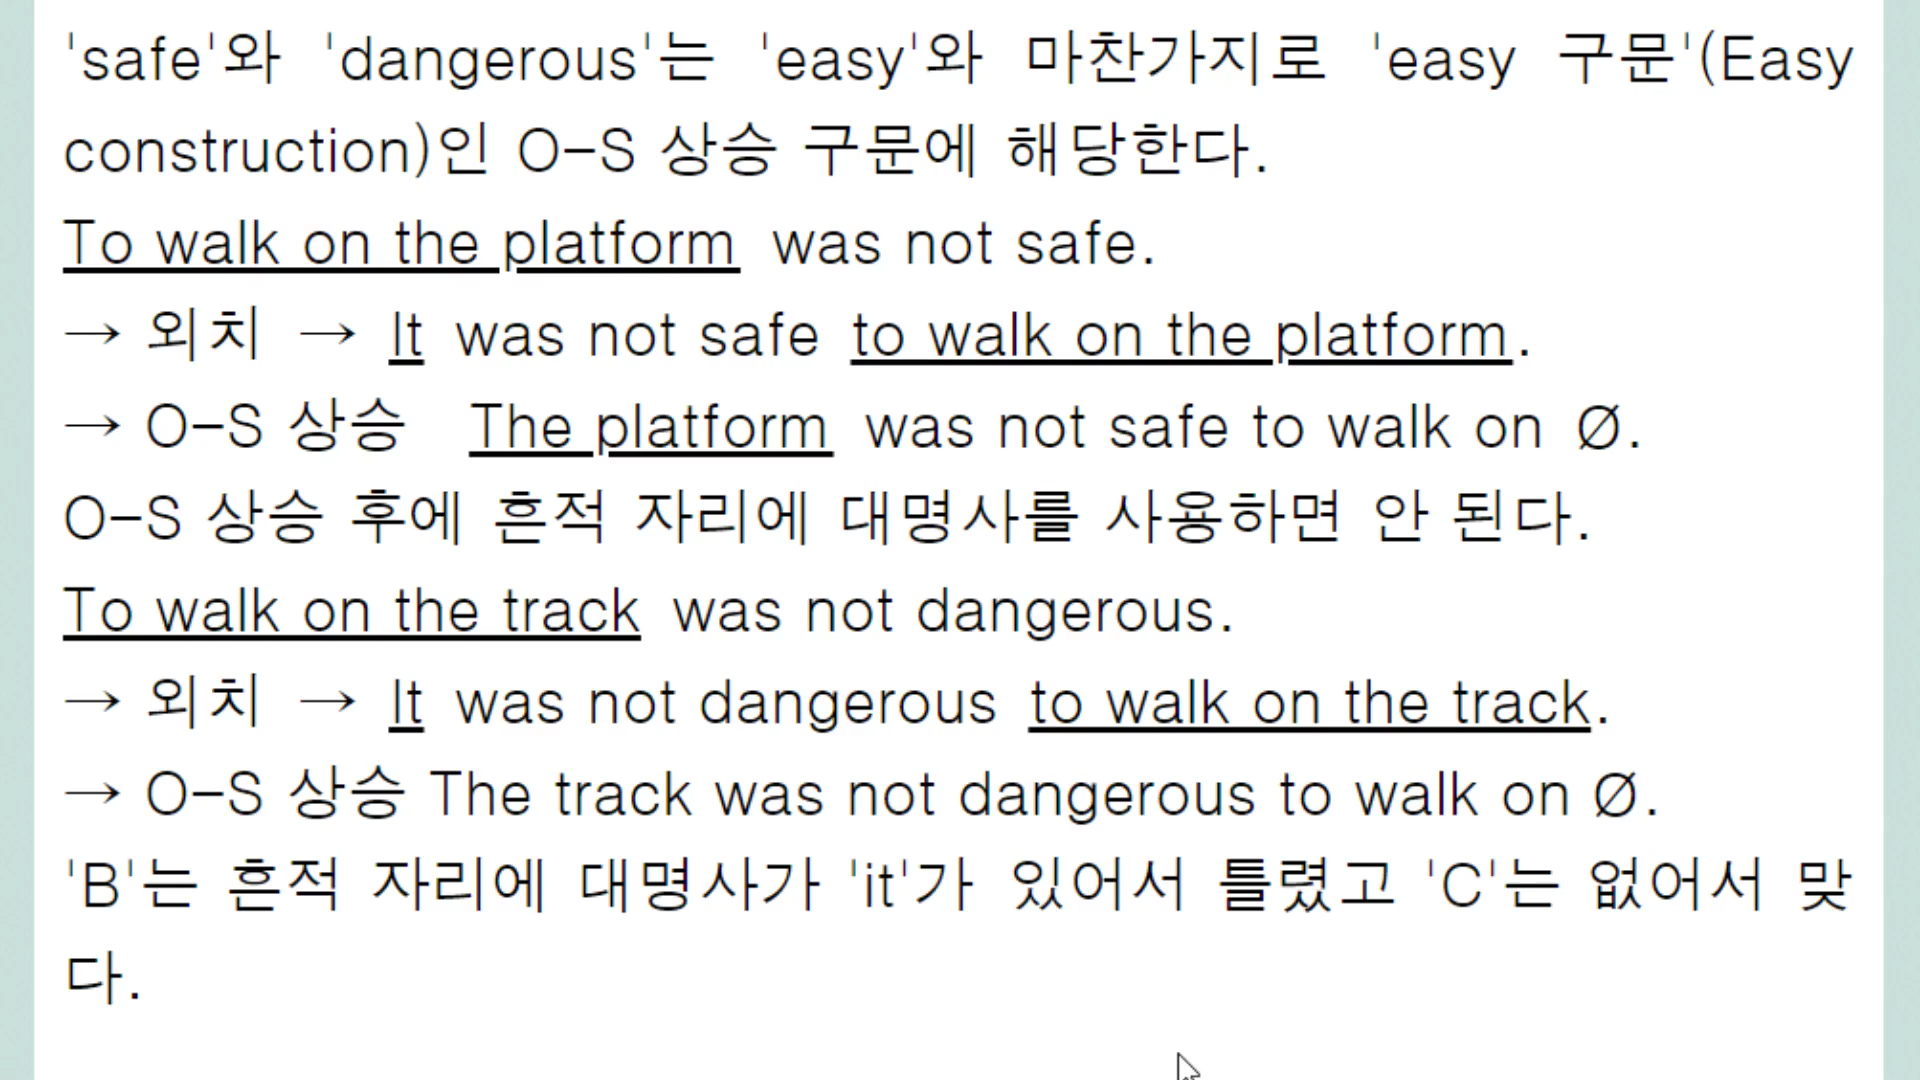 'safe'와 'dangerous'는 'easy'와 마찬가지로 'easy 구문'(Easy
construction)인 O-S 상승 구문에 해당한다.
To walk on the platform was not safe.
→ 외치 → It was not safe to walk on the platform.
→ O-S 상승 The platform was not safe to walk on Ø.
O-S 상승 후에 흔적 자리에 대명사를 사용하면 안 된다.
To walk on the track was not dangerous.
→ 외치 → It was not dangerous to walk on the track.
→ O-S 상승 The track was not dangerous to walk on Ø.
'B'는 흔적 자리에 대명사가 'it'가 있어서 틀렸고 'C'는 없어서 맞
다.